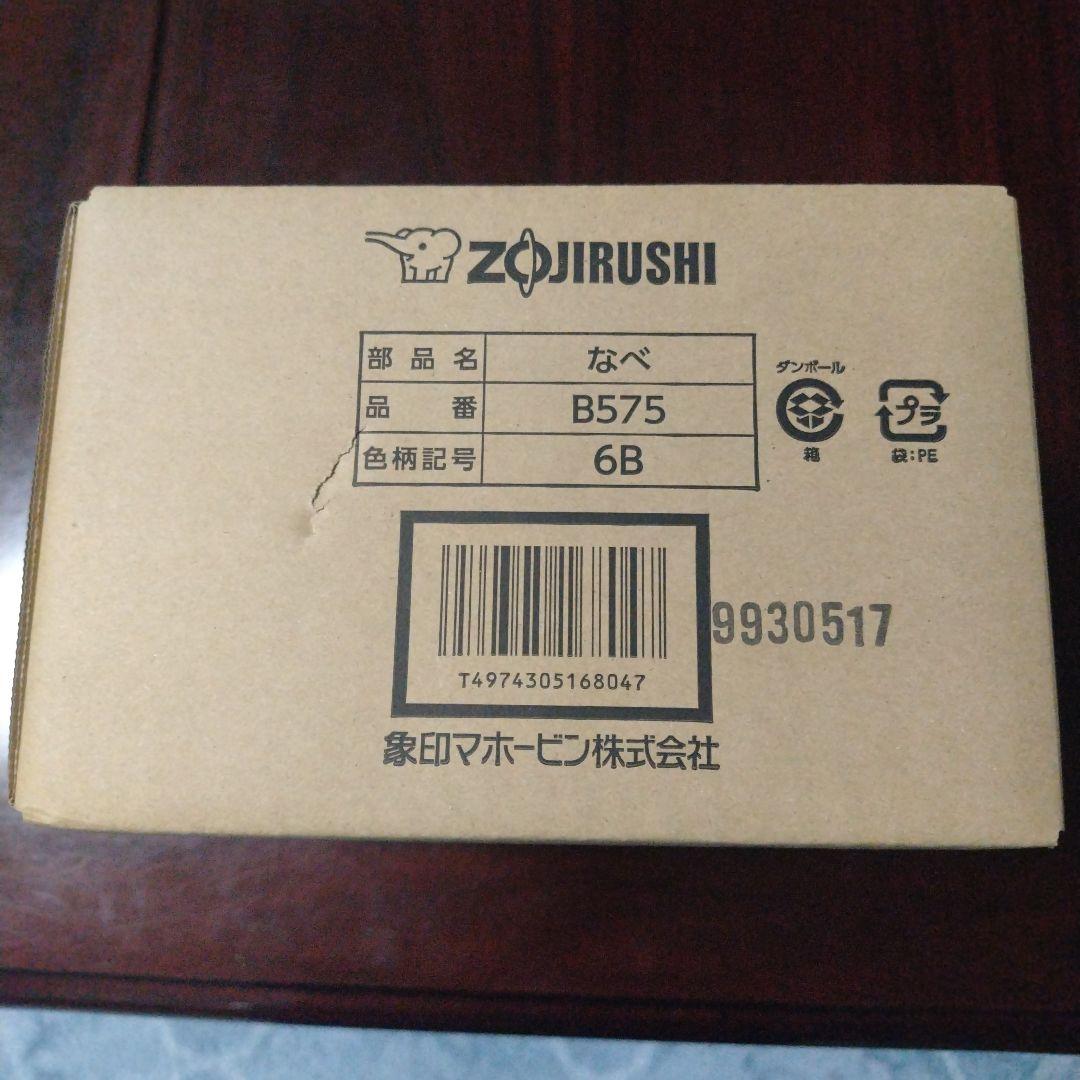 ZOJIRUSHI
部品名 なべ
品番 B575
色柄記号 6B
ダンボール
箱
プラ
袋:PE
T4974305168047
9930517
象印マホービン株式会社